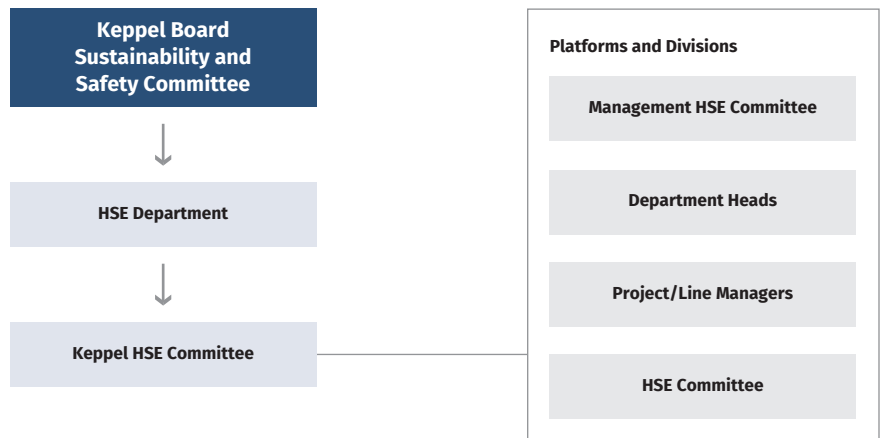 Keppel Board
Sustainability and
Safety Committee
HSE Department
Keppel HSE Committee
Platforms and Divisions
Management HSE Committee
Department Heads
Project/Line Managers
HSE Committee